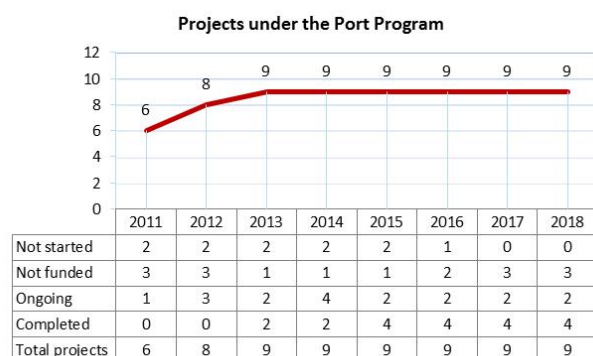 Projects under the Port Program
12
10
8
6
4
2
0
6
8
9
9
9
9
9
9
2011 2012 2013 2014 2015 2016 2017 2018
Not started 2 2 2 2 2 1 0 0
Not funded 3 3 1 1 1 2 3 3
Ongoing 1 3 2 4 2 2 2 2
Completed 0 0 2 2 4 4 4 4
Total projects 6 8 9 9 9 9 9 9